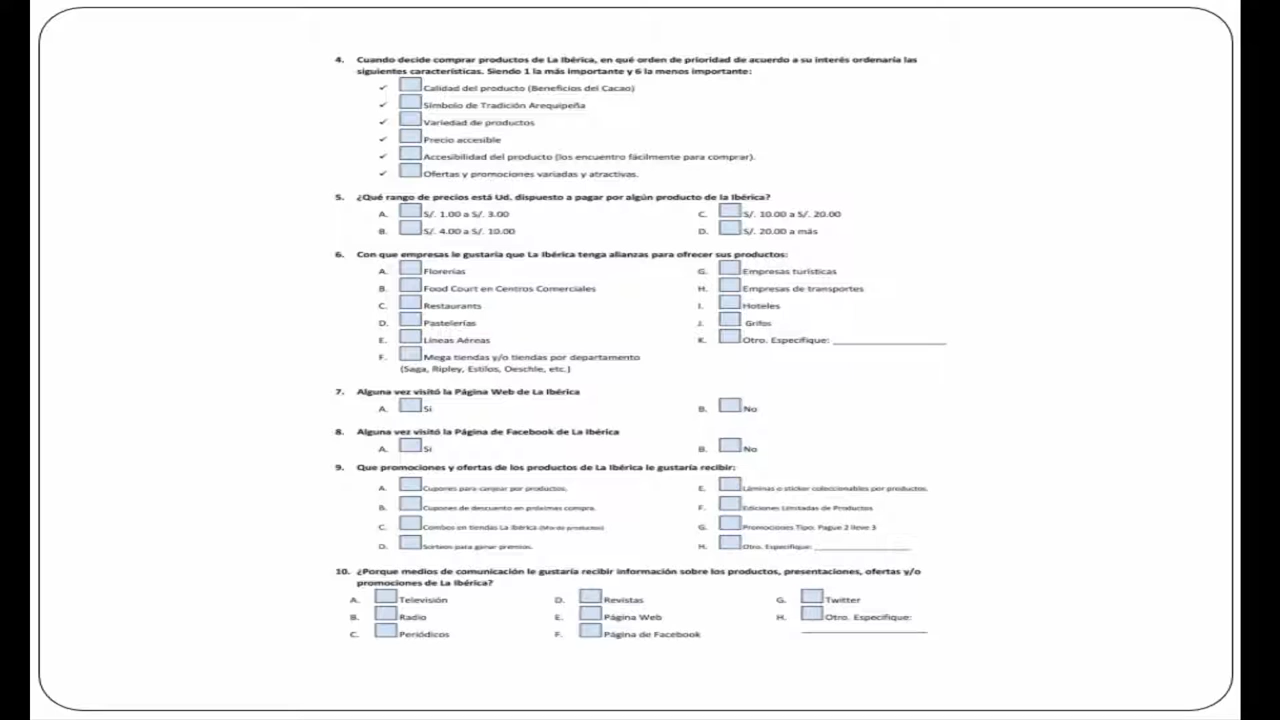 4. Cuando decide comprar productos de La Ibérica, en qué orden de prioridad de acuerdo a su interés ordenaría las
siguientes características. Siendo 1 la más importante y 6 la menos importante:
✓ Calidad del producto (Beneficios del Cacao)
✓ Símbolo de Tradición Arequipeña
✓ Variedad de productos
✓ Precio accesible
✓ Accesibilidad del producto (los encuentro fácilmente para comprar).
✓ Ofertas y promociones variadas y atractivas.
5. ¿Qué rango de precios está Ud. dispuesto a pagar por algún producto de la Ibérica?
A. S/. 1.00 a S/. 3.00 C. S/. 10.00 a S/. 20.00
B. S/. 4.00 a S/. 10.00 D. S/. 20.00 a más
6. Con que empresas le gustaría que La Ibérica tenga alianzas para ofrecer sus productos:
A. Florerías G. Empresas turísticas
B. Food Court en Centros Comerciales H. Empresas de transportes
C. Restaurants I. Hoteles
D. Pastelerías J. Grifos
E. Líneas Aéreas K. Otro. Especifique: ____________________
F. Mega tiendas y/o tiendas por departamento
(Saga, Ripley, Estilos, Oeschle, etc.)
7. Alguna vez visitó la Página Web de La Ibérica
A. Si B. No
8. Alguna vez visitó la Página de Facebook de La Ibérica
A. Si B. No
9. Que promociones y ofertas de los productos de La Ibérica le gustaría recibir:
A. Cupones para canjear por productos. E. Láminas o sticker coleccionables por productos.
B. Cupones de descuento en próximas compra. F. Ediciones Limitadas de Productos
C. Combos en tiendas La Ibérica (Mix de productos) G. Promociones Tipo: Pague 2 lleve 3
D. Sorteos para ganar premios. H. Otro. Especifique: ____________________
10. ¿Porque medios de comunicación le gustaría recibir información sobre los productos, presentaciones, ofertas y/o
promociones de La Ibérica?
A. Televisión D. Revistas G. Twitter
B. Radio E. Página Web H. Otro. Especifique:
C. Periódicos F. Página de Facebook ____________________